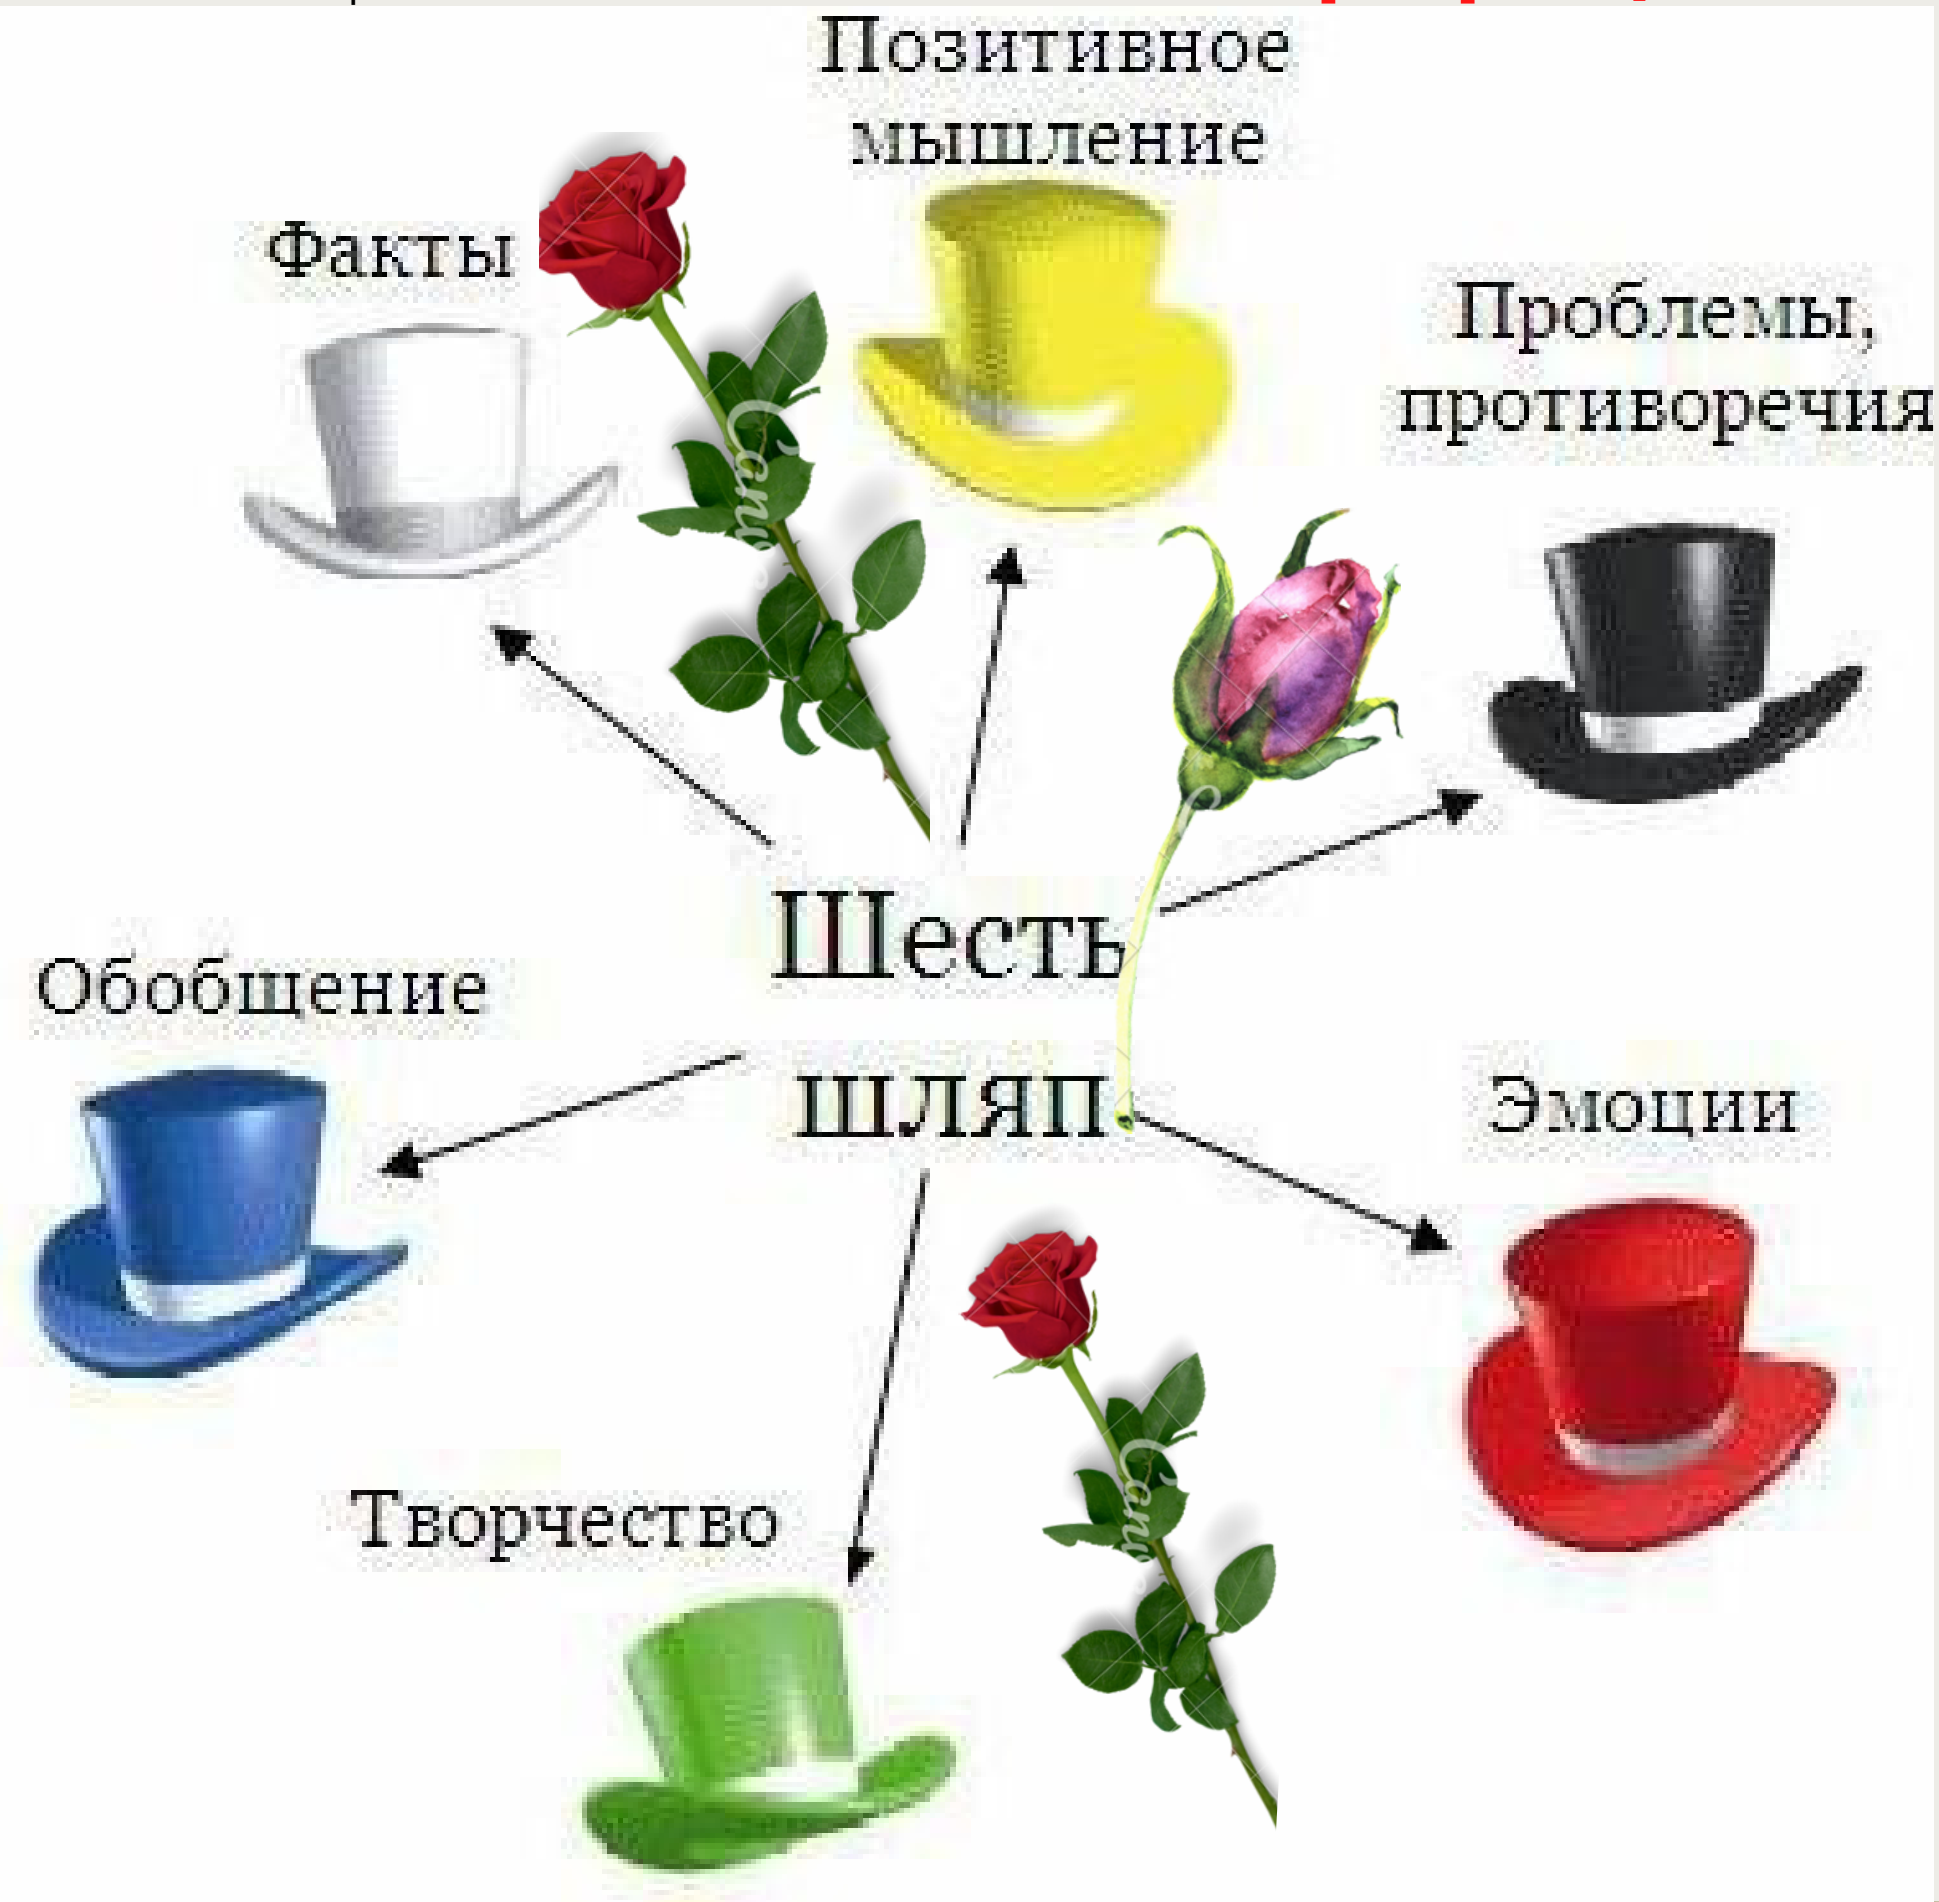 Позитивное
мышление
Факты
Проблемы,
противоречия
Шесть
шляп
Обобщение
Эмоции
Творчество